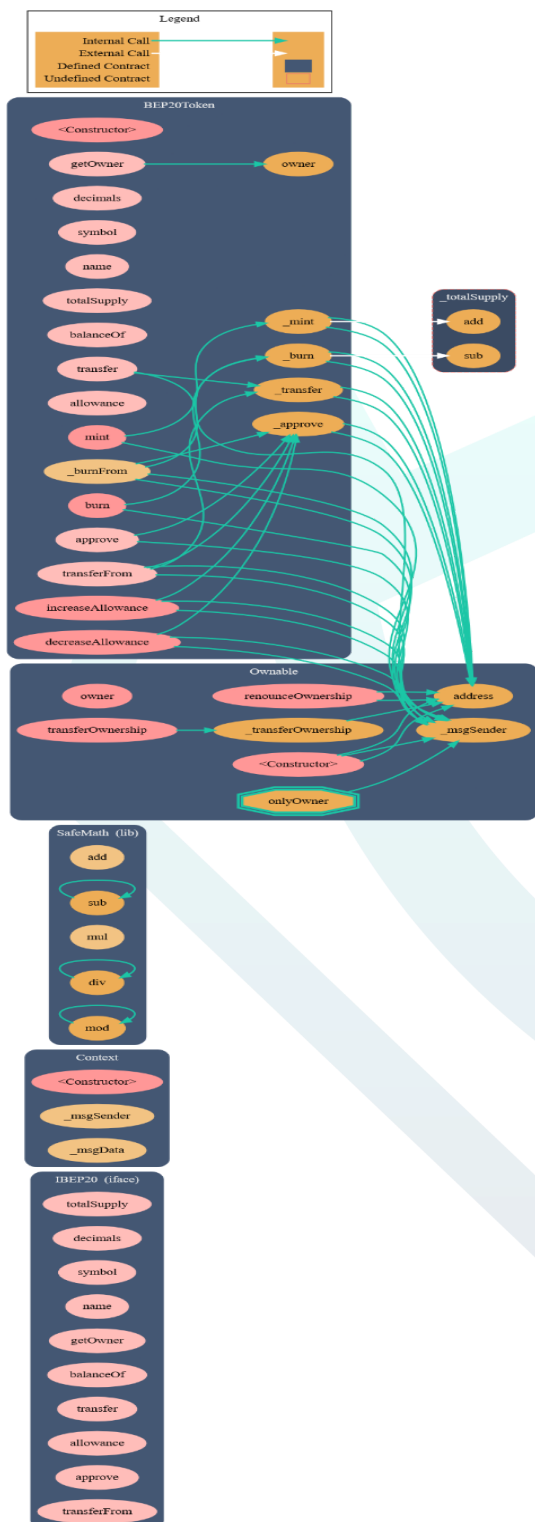 Legend
Internal Call
External Call
Defined Contract
Undefined Contract
BEP20Token
<Constructor>
getOwner
owner
decimals
symbol
name
totalSupply
_totalSupply
balanceOf
_mint
add
transfer
_burn
sub
allowance
_transfer
mint
_approve
_burnFrom
burn
approve
transferFrom
increaseAllowance
decreaseAllowance
Ownable
owner
renounceOwnership
address
transferOwnership
_transferOwnership
_msgSender
<Constructor>
onlyOwner
SafeMath (lib)
add
sub
mul
div
mod
Context
<Constructor>
_msgSender
_msgData
IBEP20 (iface)
totalSupply
decimals
symbol
name
getOwner
balanceOf
transfer
allowance
approve
transferFrom